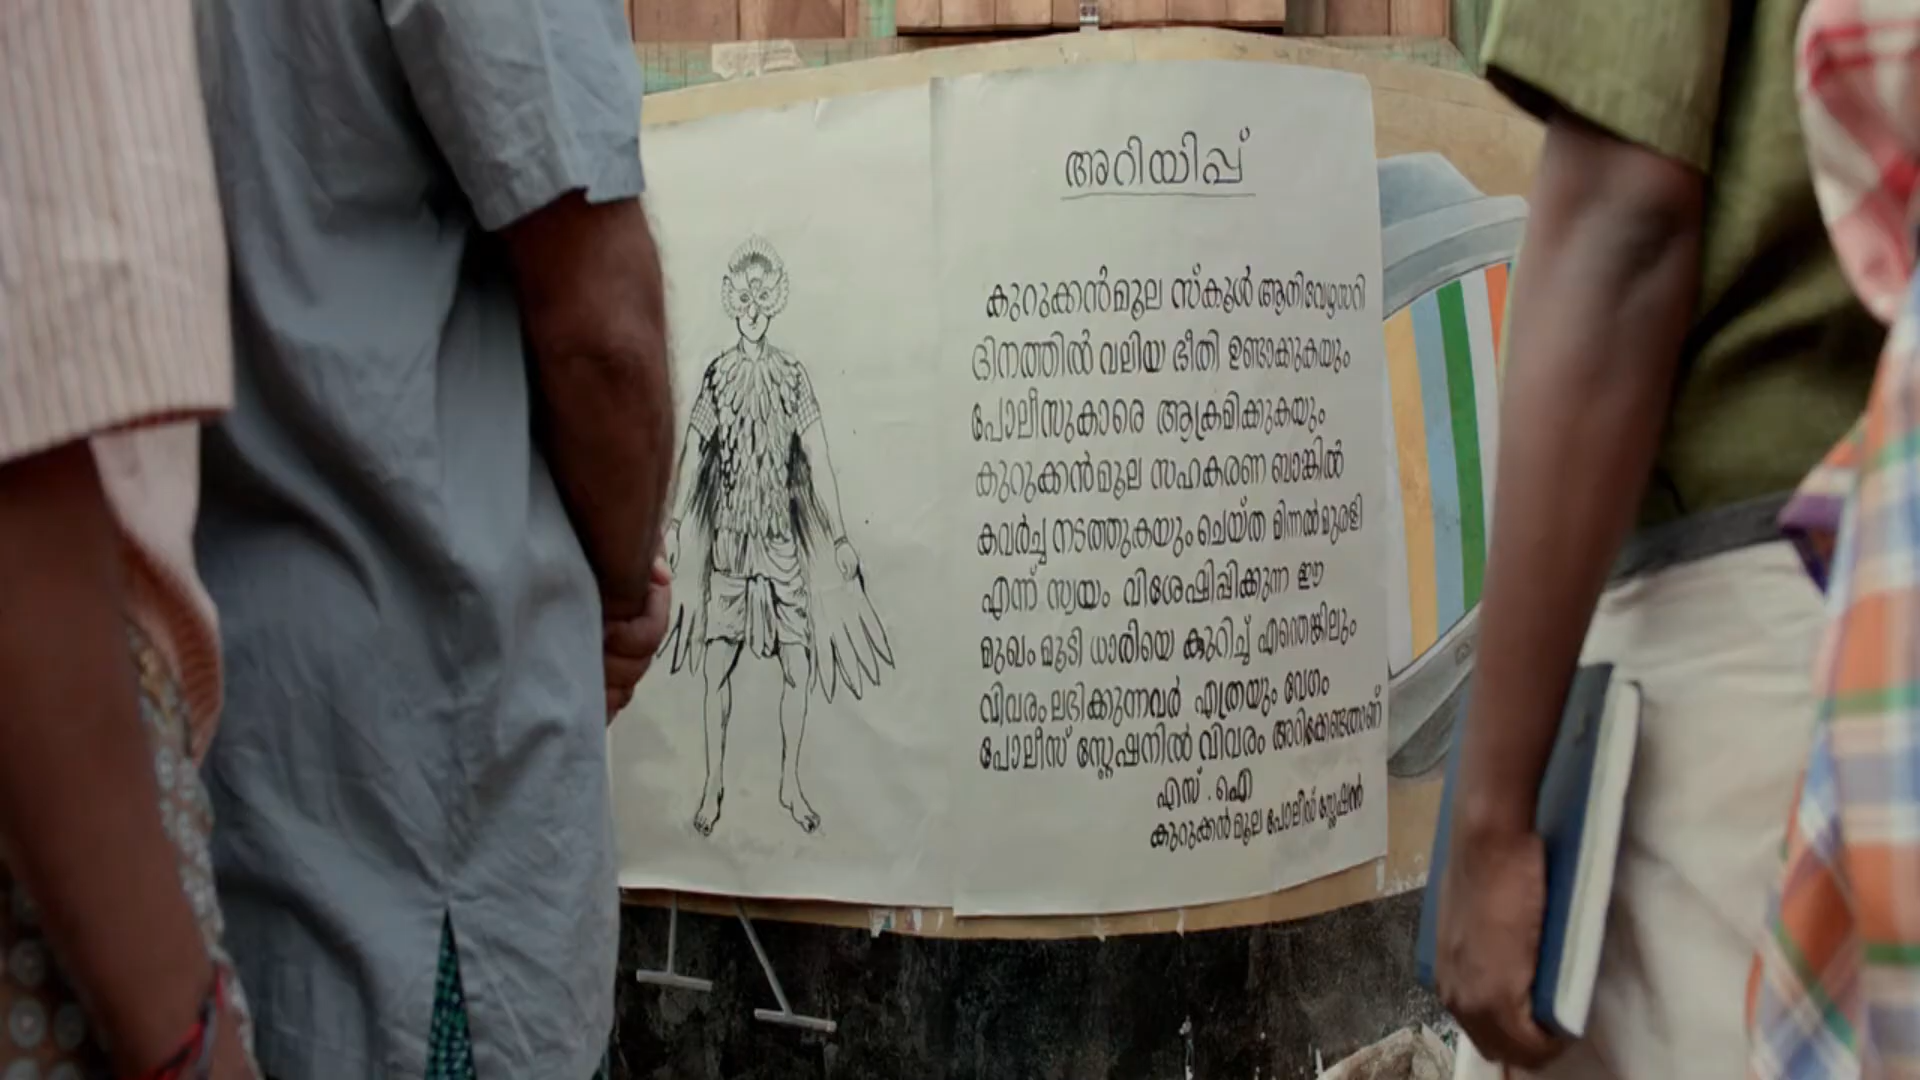 അറിയിപ്പ്
കുറുക്കൻമൂല സ്കൂൾ ആനിവേഴ്സറി
ദിനത്തിൽ വലിയ ഭീതി ഉണ്ടാക്കുകയും
പോലീസുകാരെ ആക്രമിക്കുകയും
കുറുക്കൻമൂല സഹകരണ ബാങ്കിൽ
കവർച്ച നടത്തുകയും ചെയ്ത മിന്നൽമുരളി
എന്ന് സ്വയം വിശേഷിപ്പിക്കുന്ന ഈ
മുഖം മൂടി ധാരിയെ കുറിച്ച് എന്തെങ്കിലും
വിവരം ലഭിക്കുന്നവർ എത്രയും വേഗം
പോലീസ് സ്റ്റേഷനിൽ വിവരം അറിക്കേണ്ടതാണ്
എസ്.ഐ
കുറുക്കൻമൂല പോലീസ് സ്റ്റേഷൻ